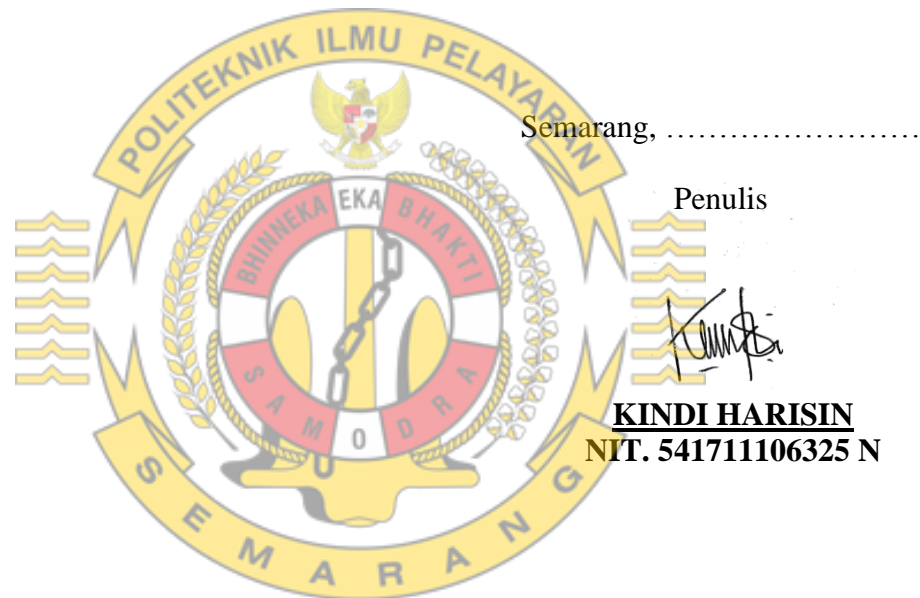 POLITEKNIK ILMU PELAYARAN
Semarang, ……………………
Penulis
BHINNEKA EKA BHAKTI
SAMODRA
KINDI HARISIN
NIT. 541711106325 N
SEMARANG